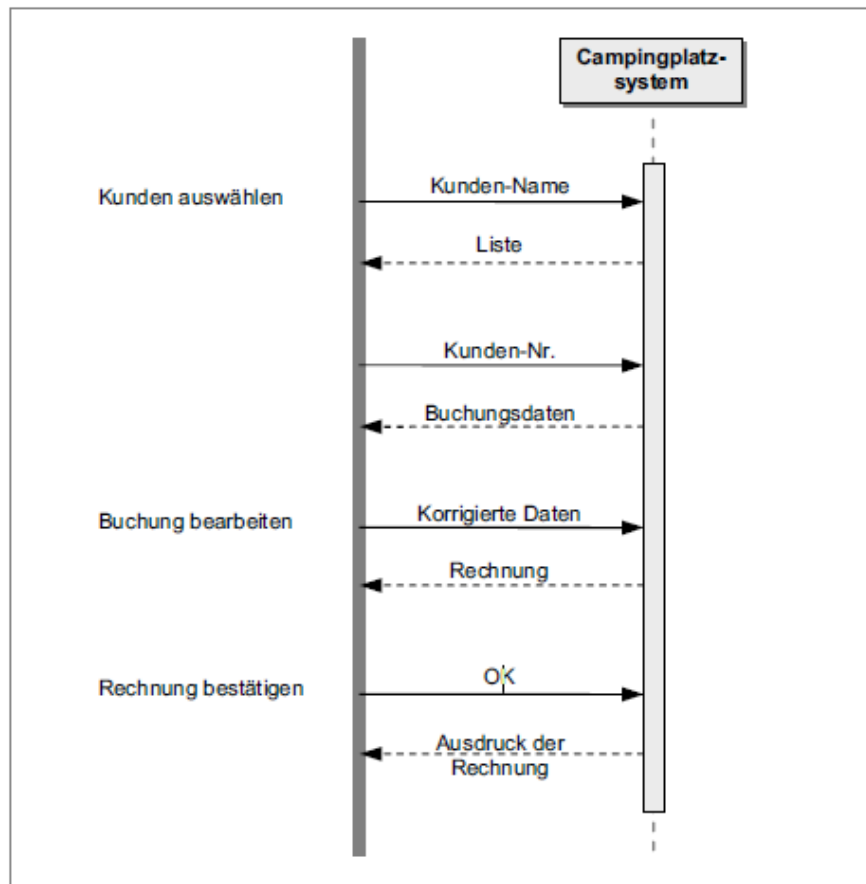 Campingplatz-
system
Kunden auswählen
Kunden-Name
Liste
Kunden-Nr.
Buchungsdaten
Buchung bearbeiten
Korrigierte Daten
Rechnung
Rechnung bestätigen
OK
Ausdruck der
Rechnung